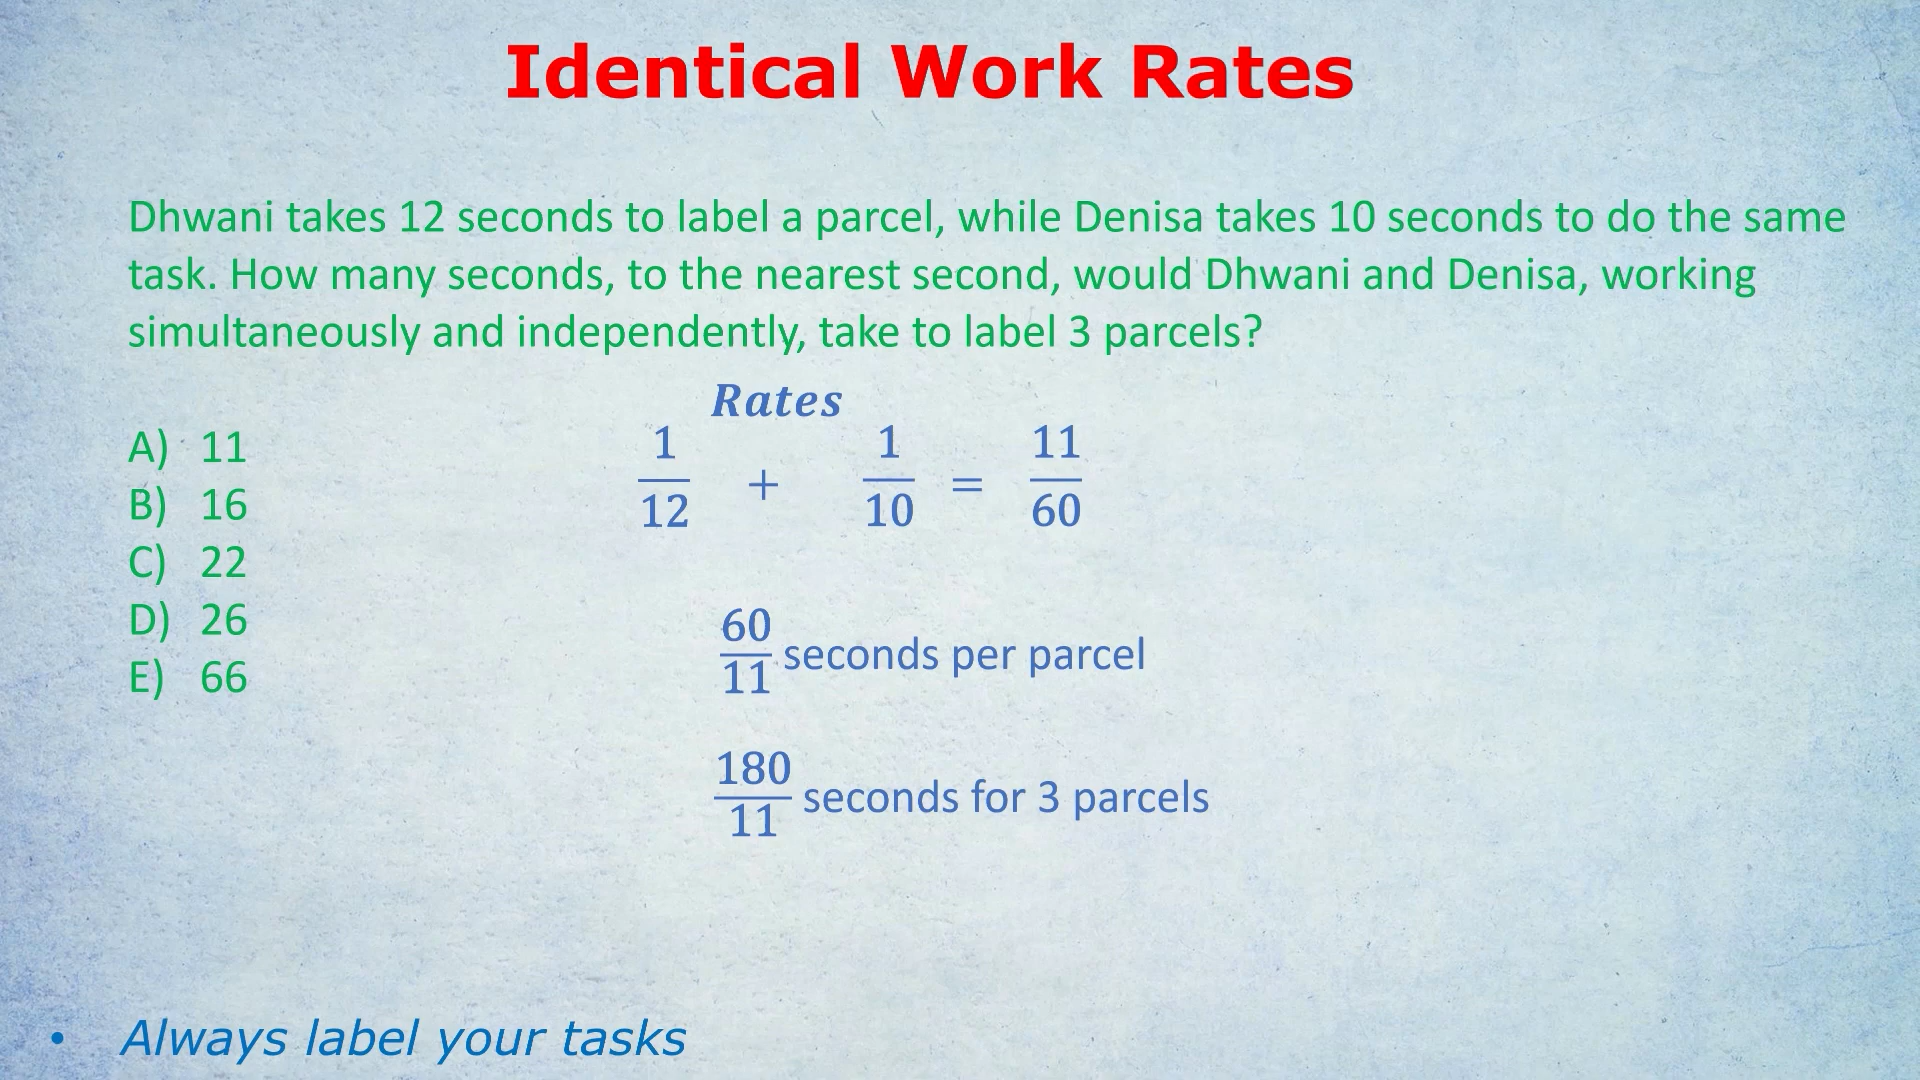 Identical Work Rates
Dhwani takes 12 seconds to label a parcel, while Denisa takes 10 seconds to do the same
task. How many seconds, to the nearest second, would Dhwani and Denisa, working
simultaneously and independently, take to label 3 parcels?
A) 11
B) 16
C) 22
D) 26
E) 66
Rates
1/12 + 1/10 = 11/60
60/11 seconds per parcel
180/11 seconds for 3 parcels
• Always label your tasks